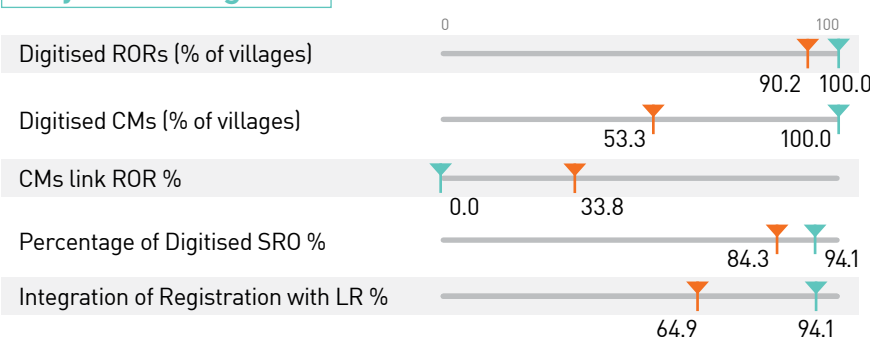 0 100
Digitised RORs (% of villages)
90.2 100.0
Digitised CMs (% of villages)
53.3 100.0
CMs link ROR %
0.0 33.8
Percentage of Digitised SRO %
84.3 94.1
Integration of Registration with LR %
64.9 94.1